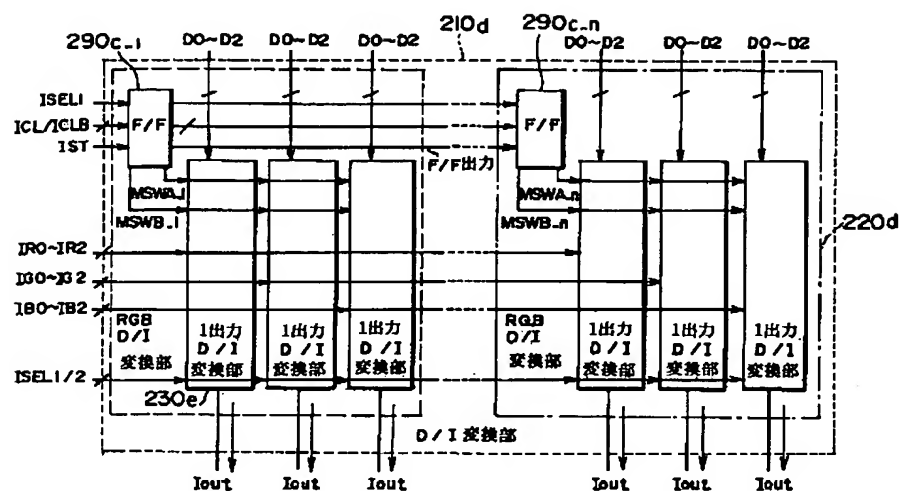 210d
290c_1
D0~D2 D0~D2 D0~D2
290c_n
D0~D2 D0~D2 D0~D2
ISEL1
ICL/ICLB
IST
F/F
F/F
F/F出力
MSWA_1
MSWB_1
MSWA_n
MSWB_n
220d
IR0~IR2
IG0~IG2
IB0~IB2
ISEL1/2
RGB
D/I
変換部
1出力
D/I
変換部
1出力
D/I
変換部
1出力
D/I
変換部
RGB
D/I
変換部
1出力
D/I
変換部
1出力
D/I
変換部
1出力
D/I
変換部
230e
D/I 変換部
Iout Iout Iout Iout Iout Iout